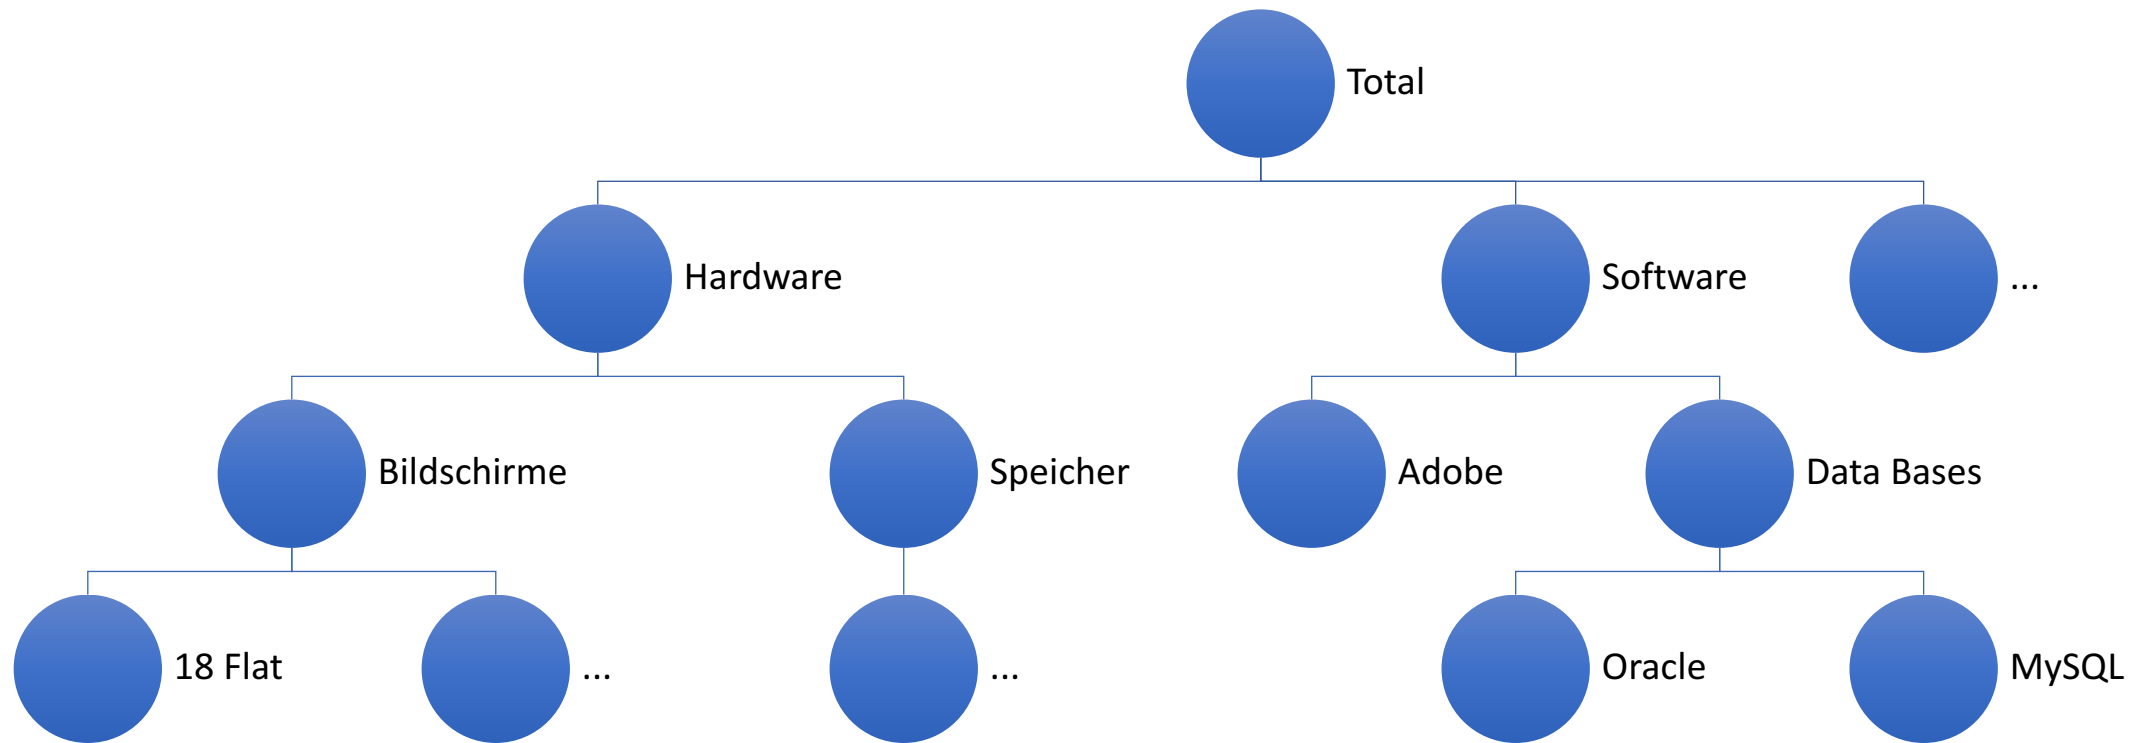 Total
Hardware
Software
...
Bildschirme
Speicher
Adobe
Data Bases
18 Flat
...
...
Oracle
MySQL